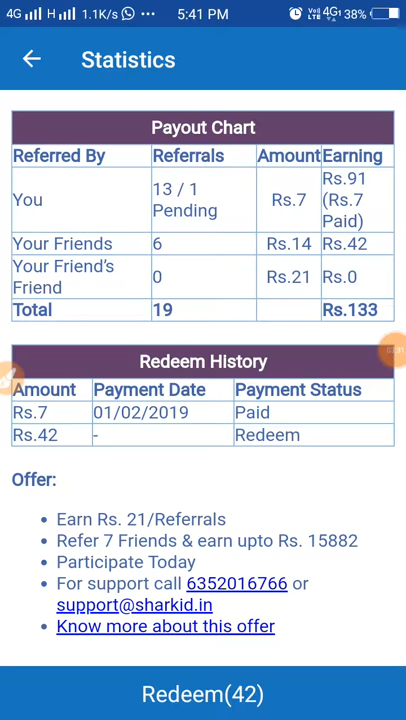 4G H 1.1K/s ... 5:41 PM 4G 38%
Statistics
Payout Chart
Referred By Referrals Amount Earning
You 13 / 1 Pending Rs.7 Rs.91 (Rs.7 Paid)
Your Friends 6 Rs.14 Rs.42
Your Friend's Friend 0 Rs.21 Rs.0
Total 19 Rs.133
Redeem History
Amount Payment Date Payment Status
Rs.7 01/02/2019 Paid
Rs.42 - Redeem
Offer:
• Earn Rs. 21/Referrals
• Refer 7 Friends & earn upto Rs. 15882
• Participate Today
• For support call 6352016766 or
support@sharkid.in
• Know more about this offer
Redeem(42)